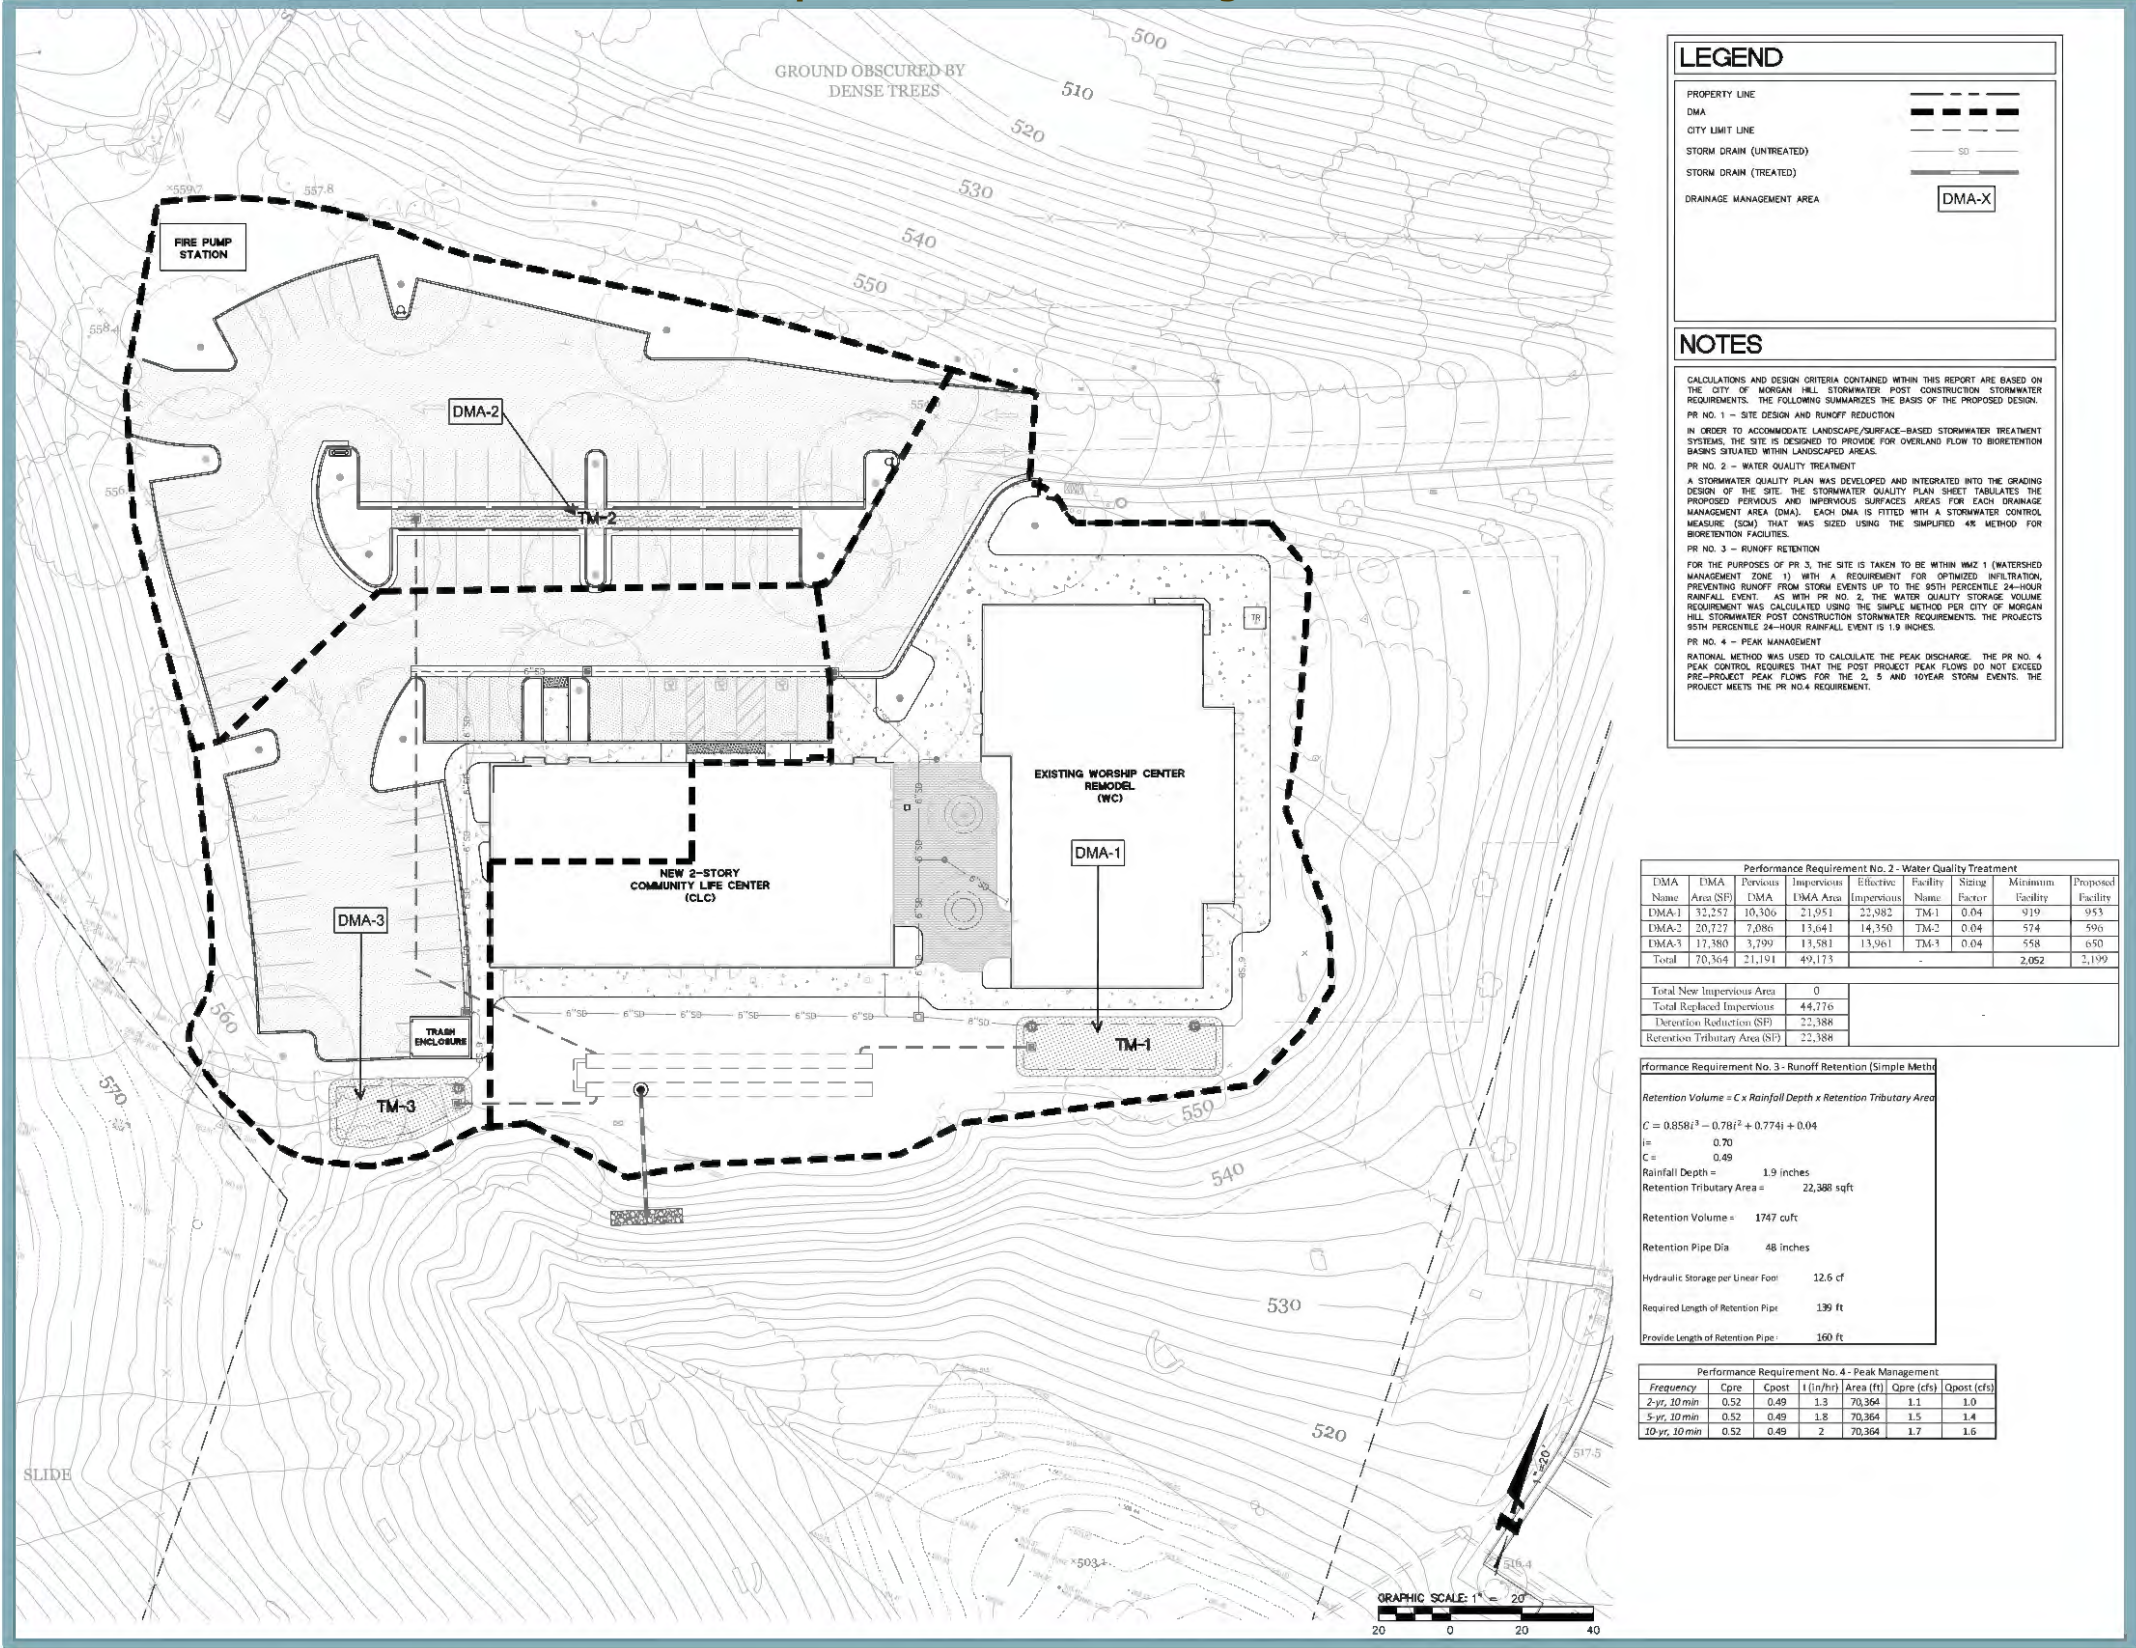 GROUND OBSCURED BY
DENSE TREES
500
510
520
530
540
550
557.8
FIRE PUMP
STATION
DMA-2
TM-2
TR
6"SD
EXISTING WORSHIP CENTER
REMODEL
(WC)
DMA-1
NEW 2-STORY
COMMUNITY LIFE CENTER
(CLC)
DMA-3
TRASH
ENCLOSURE
6"SD
6"SD
6"SD
6"SD
6"SD
6"SD
8"SD
TM-1
TM-3
560
570
550
540
530
520
SLIDE
517.5
516.4
×503.1
1"=20'
GRAPHIC SCALE: 1" = 20'
20 0 20 40
LEGEND
PROPERTY LINE
DMA
CITY LIMIT LINE
STORM DRAIN (UNTREATED) SD
STORM DRAIN (TREATED)
DRAINAGE MANAGEMENT AREA DMA-X
NOTES
CALCULATIONS AND DESIGN CRITERIA CONTAINED WITHIN THIS REPORT ARE BASED ON
THE CITY OF MORGAN HILL STORMWATER POST CONSTRUCTION STORMWATER
REQUIREMENTS. THE FOLLOWING SUMMARIZES THE BASIS OF THE PROPOSED DESIGN.
PR NO. 1 – SITE DESIGN AND RUNOFF REDUCTION
IN ORDER TO ACCOMMODATE LANDSCAPE/SURFACE–BASED STORMWATER TREATMENT
SYSTEMS, THE SITE IS DESIGNED TO PROVIDE FOR OVERLAND FLOW TO BIORETENTION
BASINS SITUATED WITHIN LANDSCAPED AREAS.
PR NO. 2 – WATER QUALITY TREATMENT
A STORMWATER QUALITY PLAN WAS DEVELOPED AND INTEGRATED INTO THE GRADING
DESIGN OF THE SITE. THE STORMWATER QUALITY PLAN SHEET TABULATES THE
PROPOSED PERVIOUS AND IMPERVIOUS SURFACES AREAS FOR EACH DRAINAGE
MANAGEMENT AREA (DMA). EACH DMA IS FITTED WITH A STORMWATER CONTROL
MEASURE (SCM) THAT WAS SIZED USING THE SIMPLIFIED 4% METHOD FOR
BIORETENTION FACILITIES.
PR NO. 3 – RUNOFF RETENTION
FOR THE PURPOSES OF PR 3, THE SITE IS TAKEN TO BE WITHIN WMZ 1 (WATERSHED
MANAGEMENT ZONE 1) WITH A REQUIREMENT FOR OPTIMIZED INFILTRATION,
PREVENTING RUNOFF FROM STORM EVENTS UP TO THE 95TH PERCENTILE 24–HOUR
RAINFALL EVENT. AS WITH PR NO. 2, THE WATER QUALITY STORAGE VOLUME
REQUIREMENT WAS CALCULATED USING THE SIMPLE METHOD PER CITY OF MORGAN
HILL STORMWATER POST CONSTRUCTION STORMWATER REQUIREMENTS. THE PROJECTS
95TH PERCENTILE 24–HOUR RAINFALL EVENT IS 1.9 INCHES.
PR NO. 4 – PEAK MANAGEMENT
RATIONAL METHOD WAS USED TO CALCULATE THE PEAK DISCHARGE. THE PR NO. 4
PEAK CONTROL REQUIRES THAT THE POST PROJECT PEAK FLOWS DO NOT EXCEED
PRE–PROJECT PEAK FLOWS FOR THE 2, 5 AND 10YEAR STORM EVENTS. THE
PROJECT MEETS THE PR NO.4 REQUIREMENT.
Performance Requirement No. 2 - Water Quality Treatment
DMA DMA Pervious Impervious Effective Facility Sizing Minimum Proposed
Name Area (SF) DMA DMA Area Impervious Name Factor Facility Facility
DMA-1 32,257 10,306 21,951 22,982 TM-1 0.04 919 953
DMA-2 20,727 7,086 13,641 14,350 TM-2 0.04 574 596
DMA-3 17,380 3,799 13,581 13,961 TM-3 0.04 558 650
Total 70,364 21,191 49,173 - 2,052 2,199
Total New Impervious Area 0
Total Replaced Impervious 44,776
Detention Reduction (SF) 22,388
Retention Tributary Area (SF) 22,388
-
rformance Requirement No. 3 - Runoff Retention (Simple Metho
Retention Volume = C x Rainfall Depth x Retention Tributary Area
C = 0.858i³ − 0.78i² + 0.774i + 0.04
i= 0.70
C = 0.49
Rainfall Depth = 1.9 inches
Retention Tributary Area = 22,388 sqft
Retention Volume = 1747 cuft
Retention Pipe Dia 48 inches
Hydraulic Storage per Linear Foot 12.6 cf
Required Length of Retention Pipe 139 ft
Provide Length of Retention Pipe 160 ft
Performance Requirement No. 4 - Peak Management
Frequency Cpre Cpost I (in/hr) Area (ft) Qpre (cfs) Qpost (cfs)
2-yr, 10 min 0.52 0.49 1.3 70,364 1.1 1.0
5-yr, 10 min 0.52 0.49 1.8 70,364 1.5 1.4
10-yr, 10 min 0.52 0.49 2 70,364 1.7 1.6